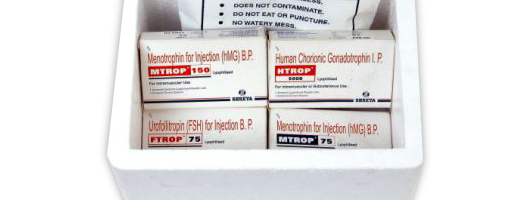 • DOES NOT CONTAMINATE.
• DO NOT EAT OR PUNCTURE.
• NO WATERY MESS.
Menotrophin for Injection (hMG) B.P.
MTROP 150 Lyophilised
For Intramuscular Use
SHREYA
Human Chorionic Gonadotrophin I. P.
HTROP
5000 Lyophilised
For Intramuscular or Subcutaneous Use
SHREYA
Urofollitropin (FSH) for Injection B. P.
FTROP 75 Lyophilised
Menotrophin for Injection (hMG) B.P.
MTROP 75 Lyophilised